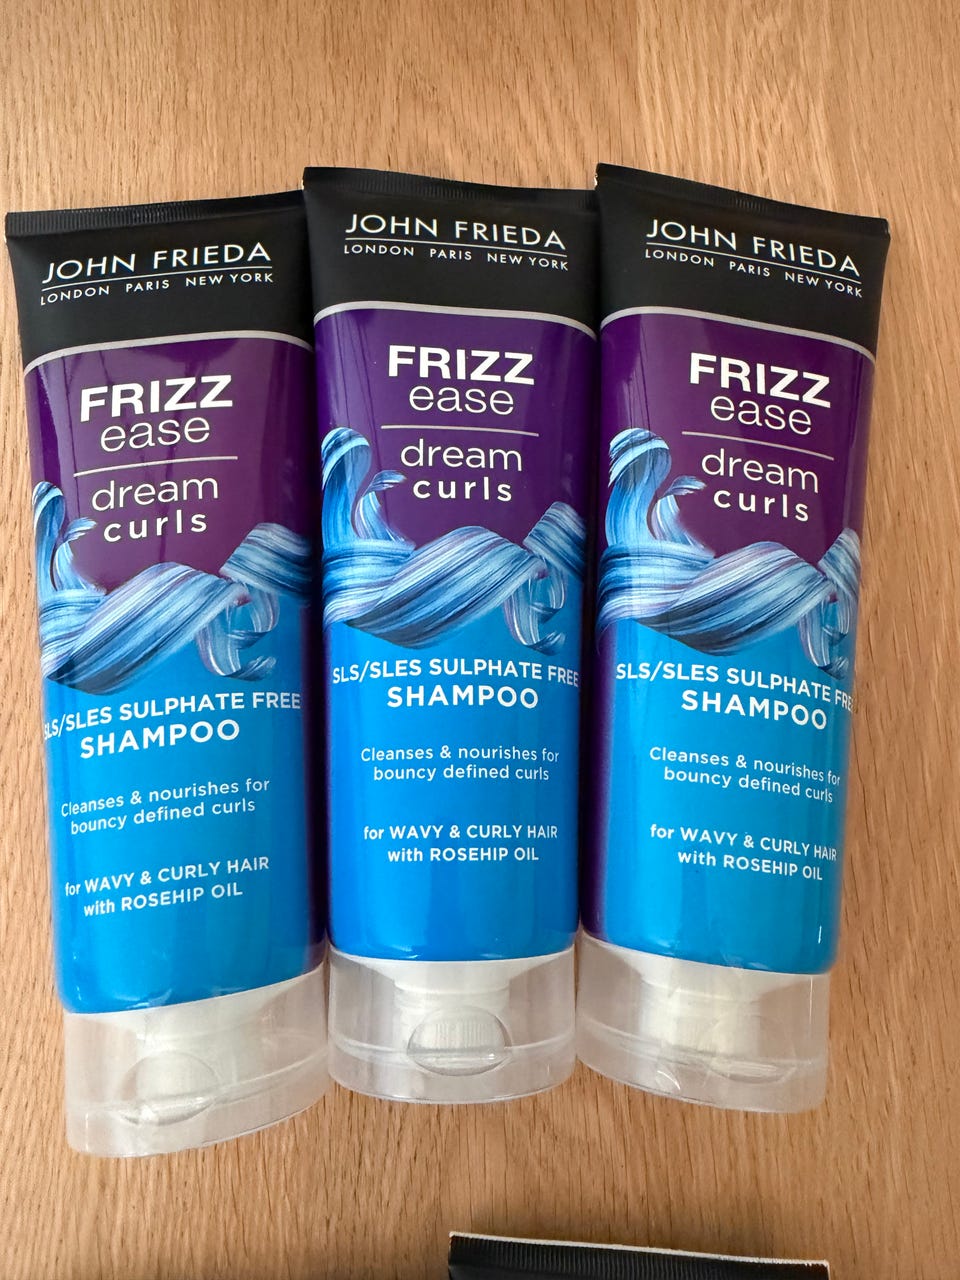 JOHN FRIEDA
LONDON PARIS NEW YORK
FRIZZ
ease
dream
curls
SLS/SLES SULPHATE FREE
SHAMPOO
Cleanses & nourishes for
bouncy defined curls
for WAVY & CURLY HAIR
with ROSEHIP OIL
JOHN FRIEDA
LONDON PARIS NEW YORK
FRIZZ
ease
dream
curls
SLS/SLES SULPHATE FREE
SHAMPOO
Cleanses & nourishes for
bouncy defined curls
for WAVY & CURLY HAIR
with ROSEHIP OIL
JOHN FRIEDA
LONDON PARIS NEW YORK
FRIZZ
ease
dream
curls
SLS/SLES SULPHATE FREE
SHAMPOO
Cleanses & nourishes for
bouncy defined curls
for WAVY & CURLY HAIR
with ROSEHIP OIL